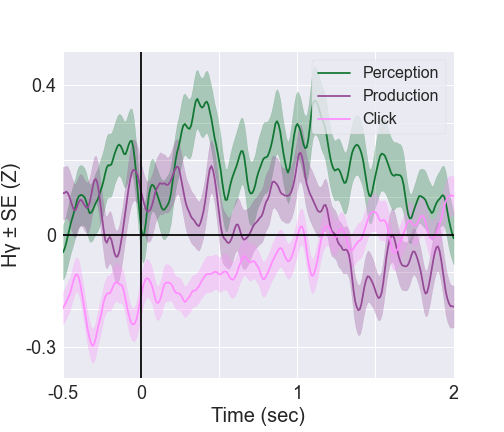 Perception
Production
Click
0.4
0
-0.3
Hγ ± SE (Z)
-0.5
0
1
2
Time (sec)